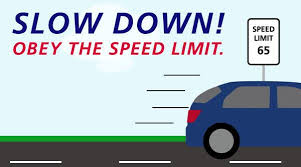 SLOW DOWN!
OBEY THE SPEED LIMIT.
SPEED
LIMIT
65